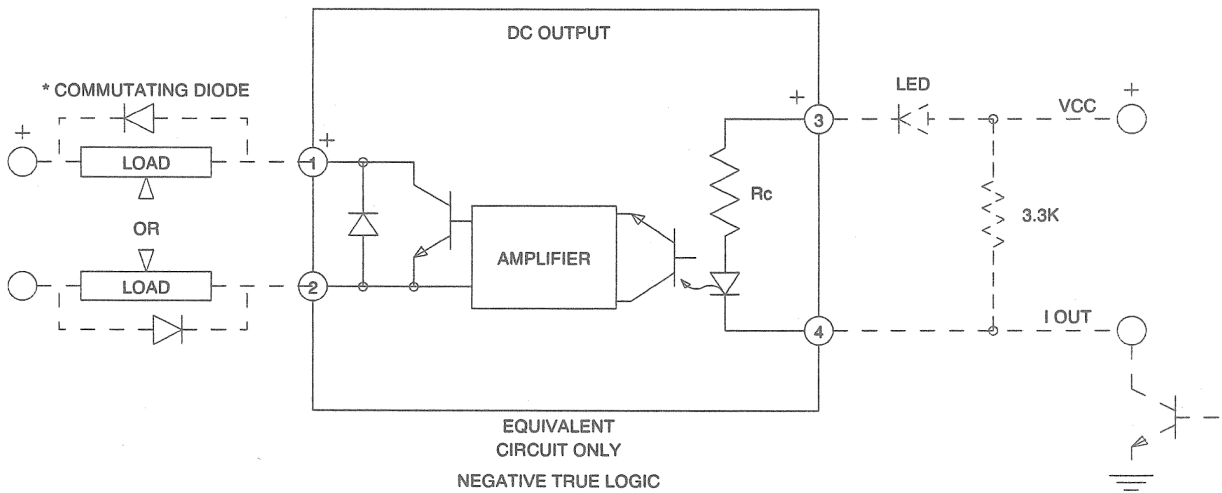 DC OUTPUT
* COMMUTATING DIODE
LED
+
+
+
VCC
+
3
1
LOAD
Rc
3.3K
OR
AMPLIFIER
LOAD
2
4
I OUT
EQUIVALENT
CIRCUIT ONLY
NEGATIVE TRUE LOGIC